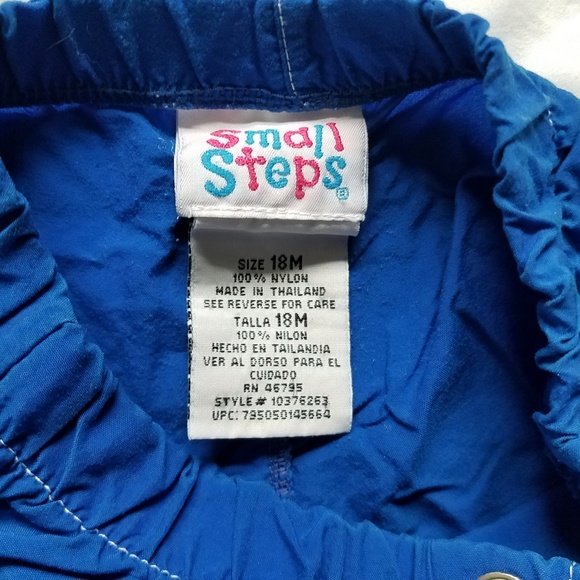 small
Steps
SIZE 18M
100% NYLON
MADE IN THAILAND
SEE REVERSE FOR CARE
TALLA 18M
100% NILON
HECHO EN TAILANDIA
VER AL DORSO PARA EL
CUIDADO
RN 46795
STYLE# 10376263
UPC: 795050145664